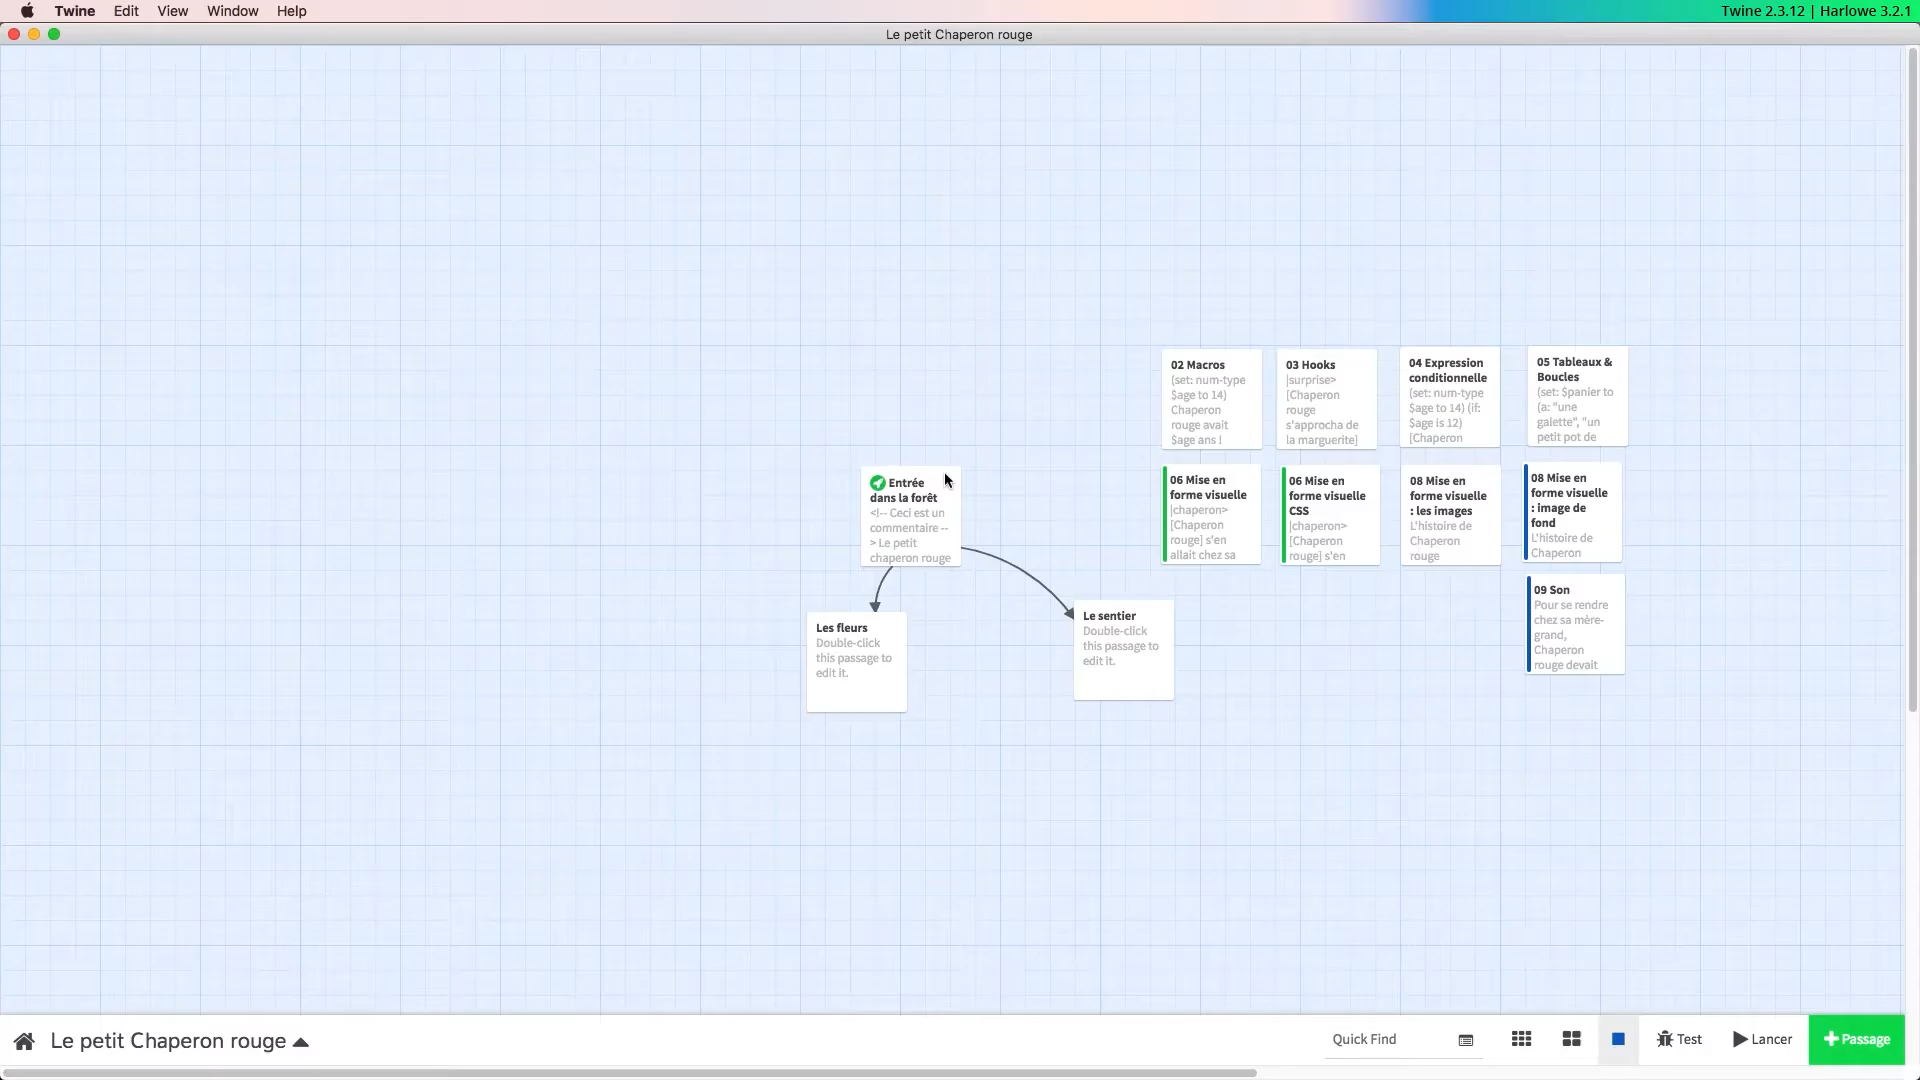 Twine Edit View Window Help
Twine 2.3.12 | Harlowe 3.2.1
Le petit Chaperon rouge
02 Macros
(set: num-type
$age to 14)
Chaperon
rouge avait
$age ans !
03 Hooks
|surprise>
[Chaperon
rouge
s'approcha de
la marguerite]
04 Expression
conditionnelle
(set: num-type
$age to 14) (if:
$age is 12)
[Chaperon
05 Tableaux &
Boucles
(set: $panier to
(a: "une
galette", "un
petit pot de
Entrée
dans la forêt
<!-- Ceci est un
commentaire --
> Le petit
chaperon rouge
06 Mise en
forme visuelle
|chaperon>
[Chaperon
rouge] s'en
allait chez sa
06 Mise en
forme visuelle
CSS
|chaperon>
[Chaperon
rouge] s'en
08 Mise en
forme visuelle
: les images
L'histoire de
Chaperon
rouge
08 Mise en
forme visuelle
: image de
fond
L'histoire de
Chaperon
09 Son
Pour se rendre
chez sa mère-
grand,
Chaperon
rouge devait
Les fleurs
Double-click
this passage to
edit it.
Le sentier
Double-click
this passage to
edit it.
Le petit Chaperon rouge
Quick Find
Test
Lancer
Passage